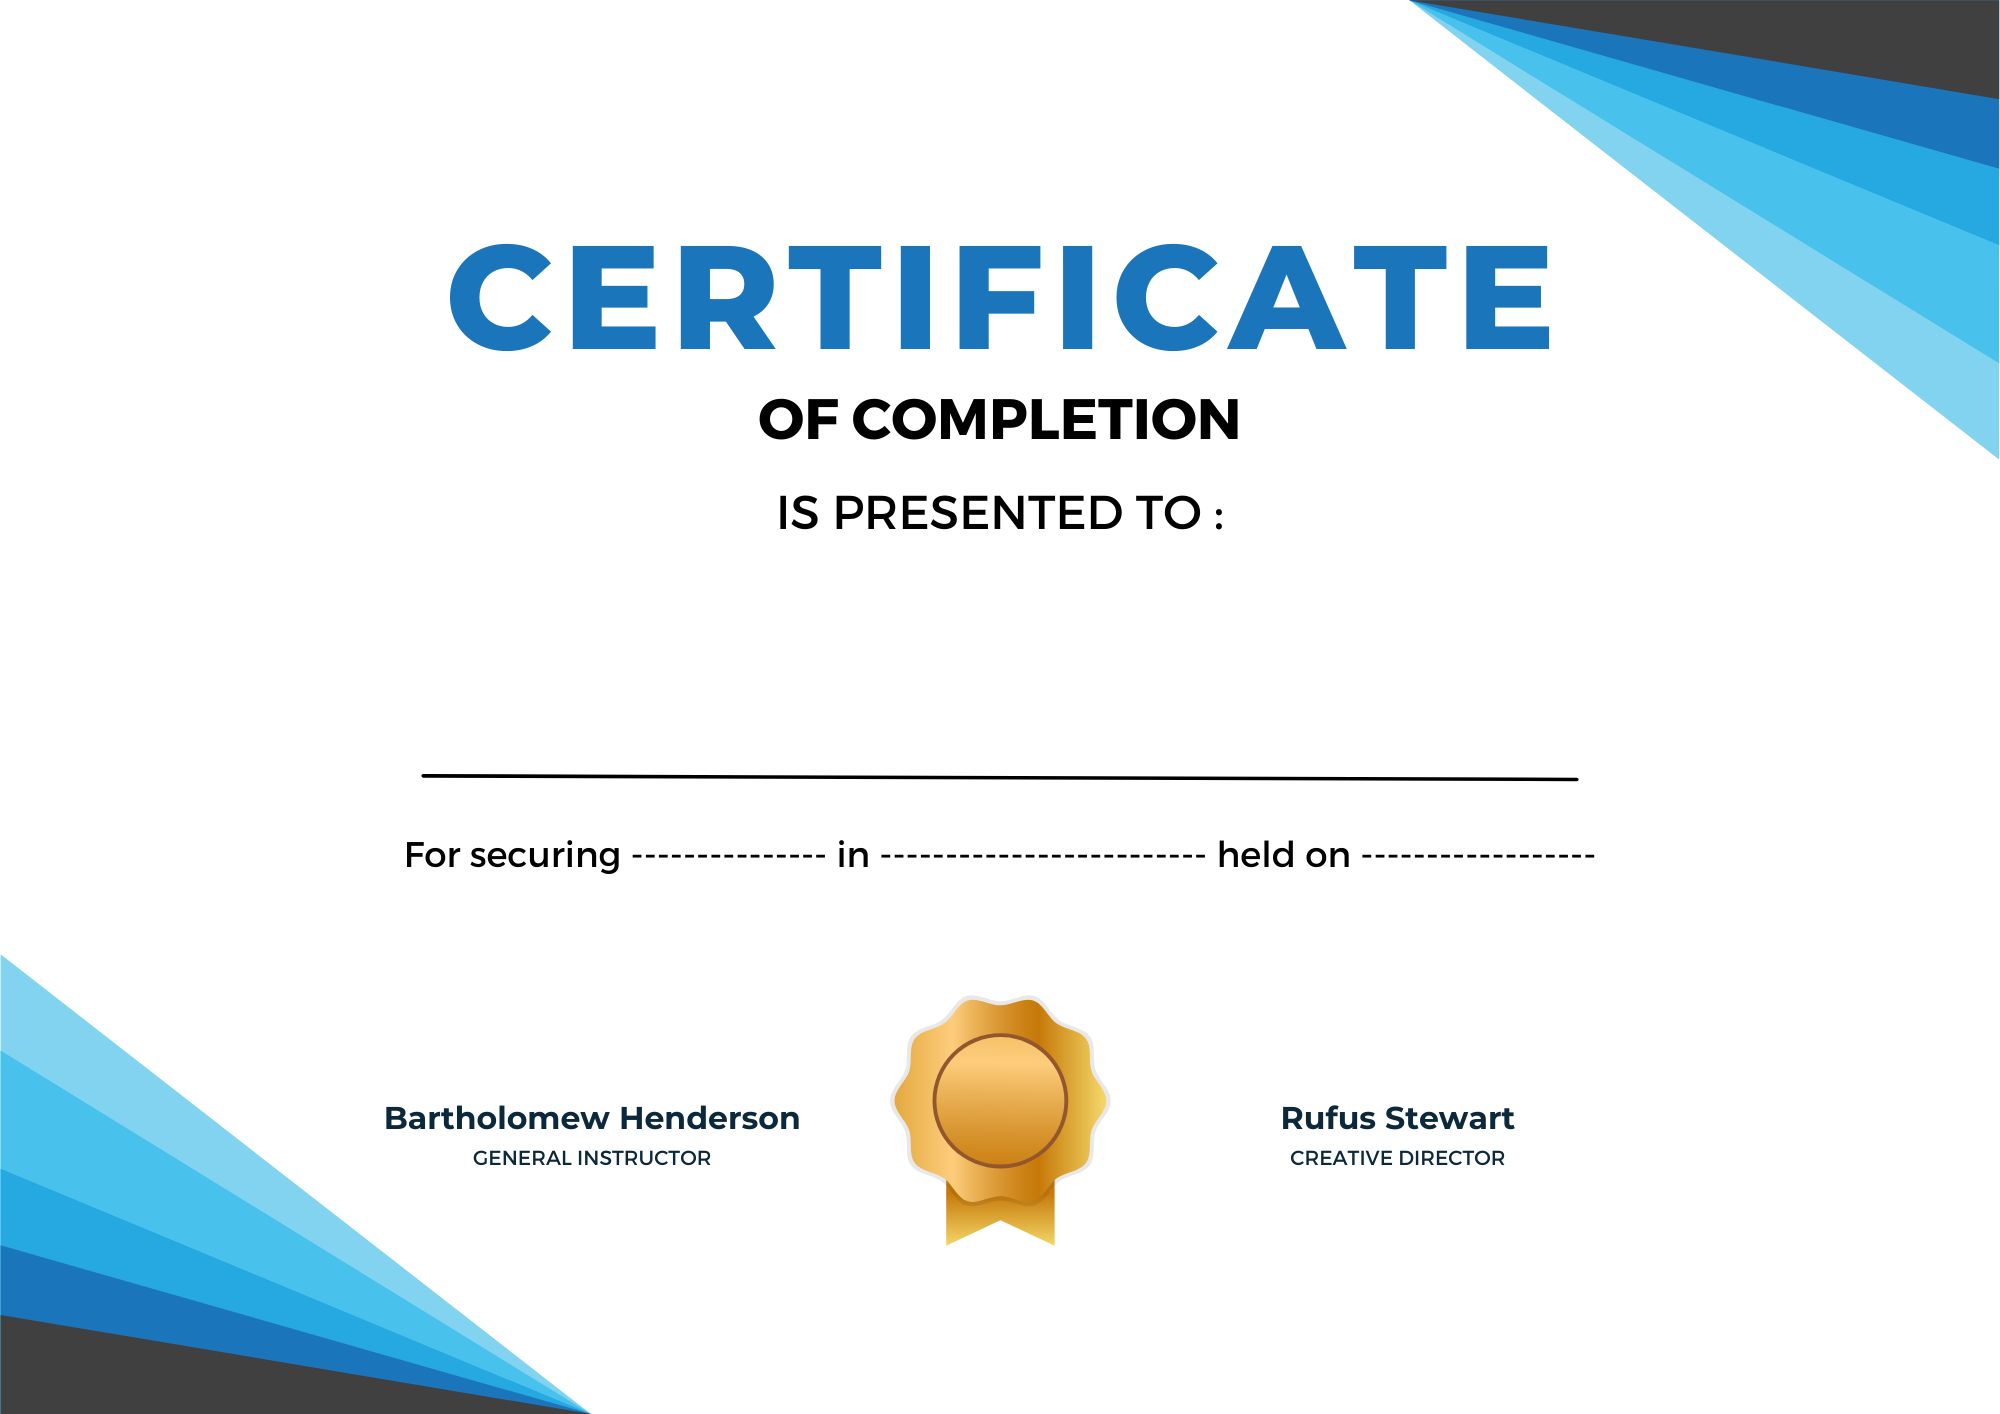 CERTIFICATE
OF COMPLETION
IS PRESENTED TO :
For securing --------------- in ------------------------- held on ------------------
Bartholomew Henderson
GENERAL INSTRUCTOR
Rufus Stewart
CREATIVE DIRECTOR